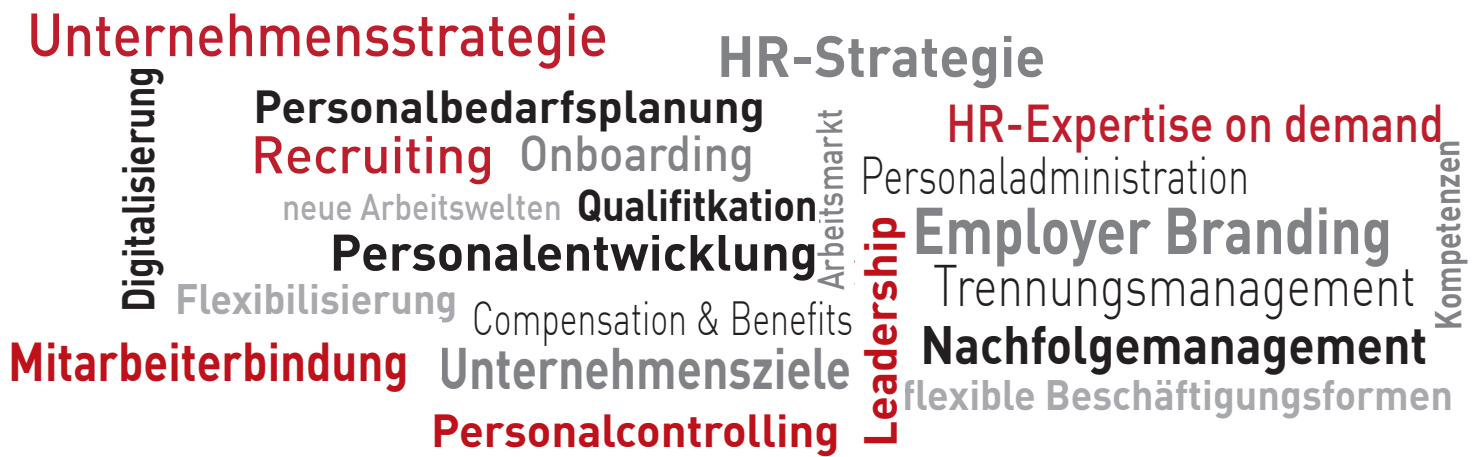 Unternehmensstrategie
HR-Strategie
Digitalisierung
Personalbedarfsplanung
HR-Expertise on demand
Recruiting
Onboarding
Arbeitsmarkt
Personaladministration
Kompetenzen
neue Arbeitswelten
Qualifitkation
Employer Branding
Personalentwicklung
Leadership
Trennungsmanagement
Flexibilisierung
Compensation & Benefits
Nachfolgemanagement
Mitarbeiterbindung
Unternehmensziele
flexible Beschäftigungsformen
Personalcontrolling